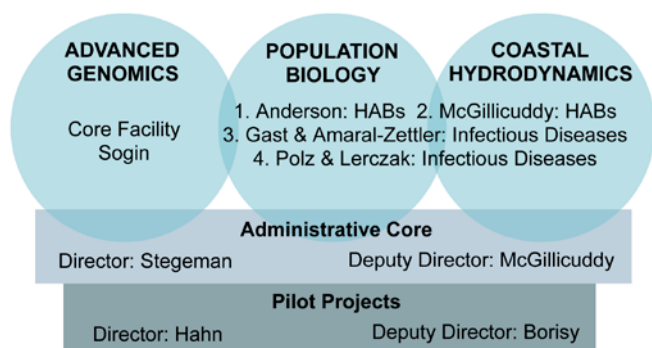 ADVANCED
GENOMICS
Core Facility
Sogin
POPULATION
BIOLOGY
COASTAL
HYDRODYNAMICS
1. Anderson: HABs 2. McGillicuddy: HABs
3. Gast & Amaral-Zettler: Infectious Diseases
4. Polz & Lerczak: Infectious Diseases
Administrative Core
Director: Stegeman Deputy Director: McGillicuddy
Pilot Projects
Director: Hahn Deputy Director: Borisy